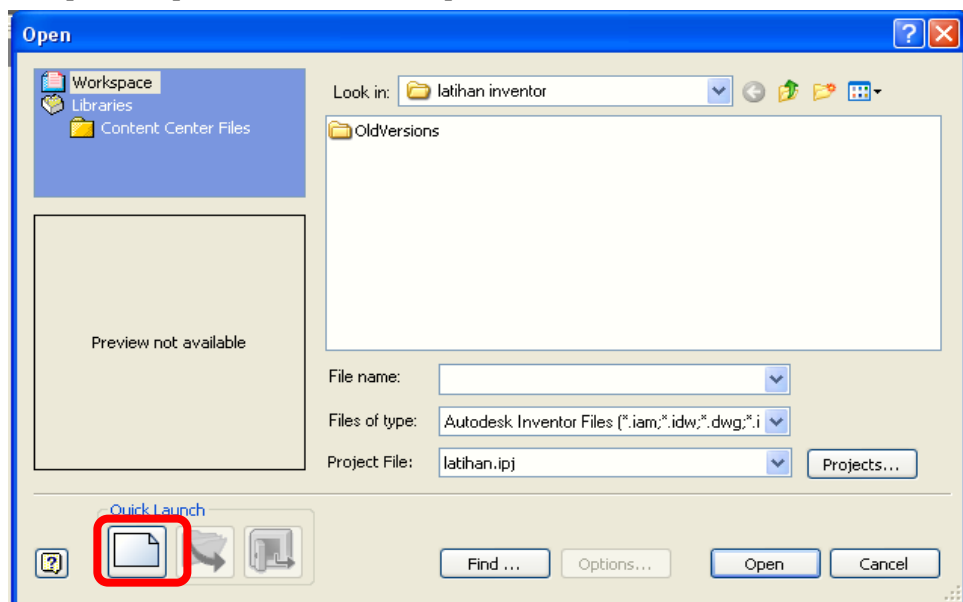 Open
Workspace
Libraries
Content Center Files
Look in: latihan inventor
OldVersions
Preview not available
File name:
Files of type: Autodesk Inventor Files (*.iam;*.idw;*.dwg;*.i
Project File: latihan.ipj
Projects...
Quick Launch
Find ...
Options...
Open
Cancel